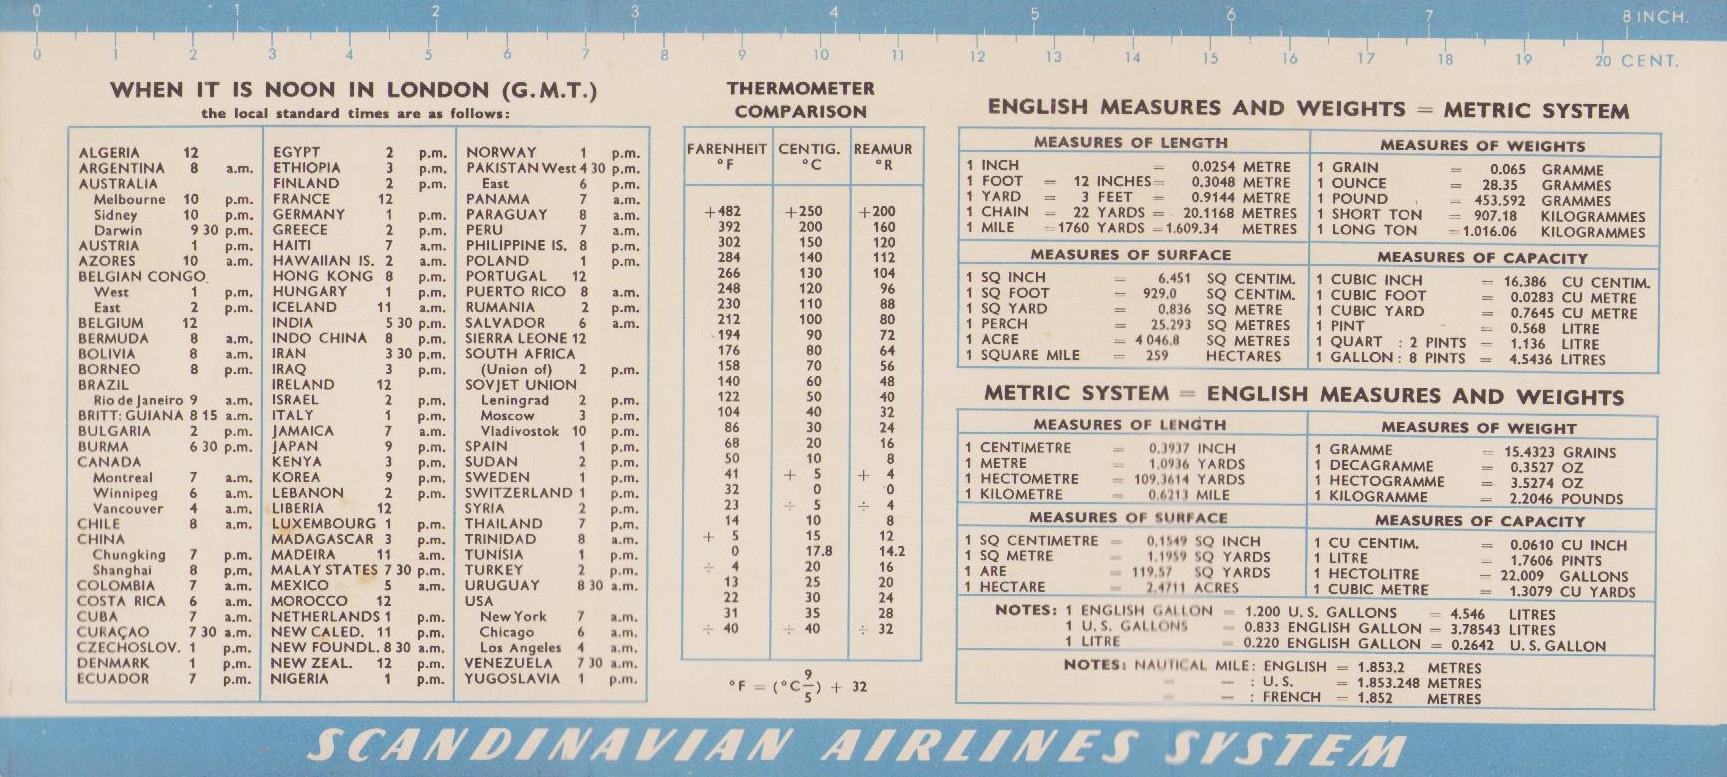 0 1 2 3 4 5 6 7 8 INCH.
0 1 2 3 4 5 6 7 8 9 10 11 12 13 14 15 16 17 18 19 20 CENT.
WHEN IT IS NOON IN LONDON (G.M.T.)
the local standard times are as follows:
ALGERIA 12
ARGENTINA 8 a.m.
AUSTRALIA
Melbourne 10 p.m.
Sidney 10 p.m.
Darwin 9 30 p.m.
AUSTRIA 1 p.m.
AZORES 10 a.m.
BELGIAN CONGO
West 1 p.m.
East 2 p.m.
BELGIUM 12
BERMUDA 8 a.m.
BOLIVIA 8 a.m.
BORNEO 8 p.m.
BRAZIL
Rio de Janeiro 9 a.m.
BRITT: GUIANA 8 15 a.m.
BULGARIA 2 p.m.
BURMA 6 30 p.m.
CANADA
Montreal 7 a.m.
Winnipeg 6 a.m.
Vancouver 4 a.m.
CHILE 8 a.m.
CHINA
Chungking 7 p.m.
Shanghai 8 p.m.
COLOMBIA 7 a.m.
COSTA RICA 6 a.m.
CUBA 7 a.m.
CURAÇAO 7 30 a.m.
CZECHOSLOV. 1 p.m.
DENMARK 1 p.m.
ECUADOR 7 p.m.
EGYPT 2 p.m.
ETHIOPIA 3 p.m.
FINLAND 2 p.m.
FRANCE 12
GERMANY 1 p.m.
GREECE 2 p.m.
HAITI 7 a.m.
HAWAIIAN IS. 2 a.m.
HONG KONG 8 p.m.
HUNGARY 1 p.m.
ICELAND 11 a.m.
INDIA 5 30 p.m.
INDO CHINA 8 p.m.
IRAN 3 30 p.m.
IRAQ 3 p.m.
IRELAND 12
ISRAEL 2 p.m.
ITALY 1 p.m.
JAMAICA 7 a.m.
JAPAN 9 p.m.
KENYA 3 p.m.
KOREA 9 p.m.
LEBANON 2 p.m.
LIBERIA 12
LUXEMBOURG 1 p.m.
MADAGASCAR 3 p.m.
MADEIRA 11 a.m.
MALAY STATES 7 30 p.m.
MEXICO 5 a.m.
MOROCCO 12
NETHERLANDS 1 p.m.
NEW CALED. 11 p.m.
NEW FOUNDL. 8 30 a.m.
NEW ZEAL. 12 p.m.
NIGERIA 1 p.m.
NORWAY 1 p.m.
PAKISTAN West 4 30 p.m.
East 6 p.m.
PANAMA 7 a.m.
PARAGUAY 8 a.m.
PERU 7 a.m.
PHILIPPINE IS. 8 p.m.
POLAND 1 p.m.
PORTUGAL 12
PUERTO RICO 8 a.m.
RUMANIA 2 p.m.
SALVADOR 6 a.m.
SIERRA LEONE 12
SOUTH AFRICA
(Union of) 2 p.m.
SOVJET UNION
Leningrad 2 p.m.
Moscow 3 p.m.
Vladivostok 10 p.m.
SPAIN 1 p.m.
SUDAN 2 p.m.
SWEDEN 1 p.m.
SWITZERLAND 1 p.m.
SYRIA 2 p.m.
THAILAND 7 p.m.
TRINIDAD 8 a.m.
TUNISIA 1 p.m.
TURKEY 2 p.m.
URUGUAY 8 30 a.m.
USA
New York 7 a.m.
Chicago 6 a.m.
Los Angeles 4 a.m.
VENEZUELA 7 30 a.m.
YUGOSLAVIA 1 p.m.
THERMOMETER
COMPARISON
FARENHEIT CENTIG. REAMUR
°F °C °R
+482 +250 +200
392 200 160
302 150 120
284 140 112
266 130 104
248 120 96
230 110 88
212 100 80
194 90 72
176 80 64
158 70 56
140 60 48
122 50 40
104 40 32
86 30 24
68 20 16
50 10 8
41 + 5 + 4
32 0 0
23 ÷ 5 ÷ 4
14 10 8
+ 5 15 12
0 17.8 14.2
÷ 4 20 16
13 25 20
22 30 24
31 35 28
÷ 40 ÷ 40 ÷ 32
°F = (°C 9/5) + 32
ENGLISH MEASURES AND WEIGHTS = METRIC SYSTEM
MEASURES OF LENGTH
1 INCH = 0.0254 METRE
1 FOOT = 12 INCHES = 0.3048 METRE
1 YARD = 3 FEET = 0.9144 METRE
1 CHAIN = 22 YARDS = 20.1168 METRES
1 MILE = 1760 YARDS = 1.609.34 METRES
MEASURES OF WEIGHTS
1 GRAIN = 0.065 GRAMME
1 OUNCE = 28.35 GRAMMES
1 POUND = 453.592 GRAMMES
1 SHORT TON = 907.18 KILOGRAMMES
1 LONG TON = 1.016.06 KILOGRAMMES
MEASURES OF SURFACE
1 SQ INCH = 6.451 SQ CENTIM.
1 SQ FOOT = 929.0 SQ CENTIM.
1 SQ YARD = 0.836 SQ METRE
1 PERCH = 25.293 SQ METRES
1 ACRE = 4 046.8 SQ METRES
1 SQUARE MILE = 259 HECTARES
MEASURES OF CAPACITY
1 CUBIC INCH = 16.386 CU CENTIM.
1 CUBIC FOOT = 0.0283 CU METRE
1 CUBIC YARD = 0.7645 CU METRE
1 PINT = 0.568 LITRE
1 QUART : 2 PINTS = 1.136 LITRE
1 GALLON : 8 PINTS = 4.5436 LITRES
METRIC SYSTEM = ENGLISH MEASURES AND WEIGHTS
MEASURES OF LENGTH
1 CENTIMETRE = 0.3937 INCH
1 METRE = 1.0936 YARDS
1 HECTOMETRE = 109.3614 YARDS
1 KILOMETRE = 0.6213 MILE
MEASURES OF WEIGHT
1 GRAMME = 15.4323 GRAINS
1 DECAGRAMME = 0.3527 OZ
1 HECTOGRAMME = 3.5274 OZ
1 KILOGRAMME = 2.2046 POUNDS
MEASURES OF SURFACE
1 SQ CENTIMETRE = 0.1549 SQ INCH
1 SQ METRE = 1.1959 SQ YARDS
1 ARE = 119.57 SQ YARDS
1 HECTARE = 2.4711 ACRES
MEASURES OF CAPACITY
1 CU CENTIM. = 0.0610 CU INCH
1 LITRE = 1.7606 PINTS
1 HECTOLITRE = 22.009 GALLONS
1 CUBIC METRE = 1.3079 CU YARDS
NOTES: 1 ENGLISH GALLON = 1.200 U.S. GALLONS = 4.546 LITRES
1 U.S. GALLONS = 0.833 ENGLISH GALLON = 3.78543 LITRES
1 LITRE = 0.220 ENGLISH GALLON = 0.2642 U.S. GALLON
NOTES: NAUTICAL MILE: ENGLISH = 1.853.2 METRES
— — : U.S. = 1.853.248 METRES
— — : FRENCH = 1.852 METRES
SCANDINAVIAN AIRLINES SYSTEM